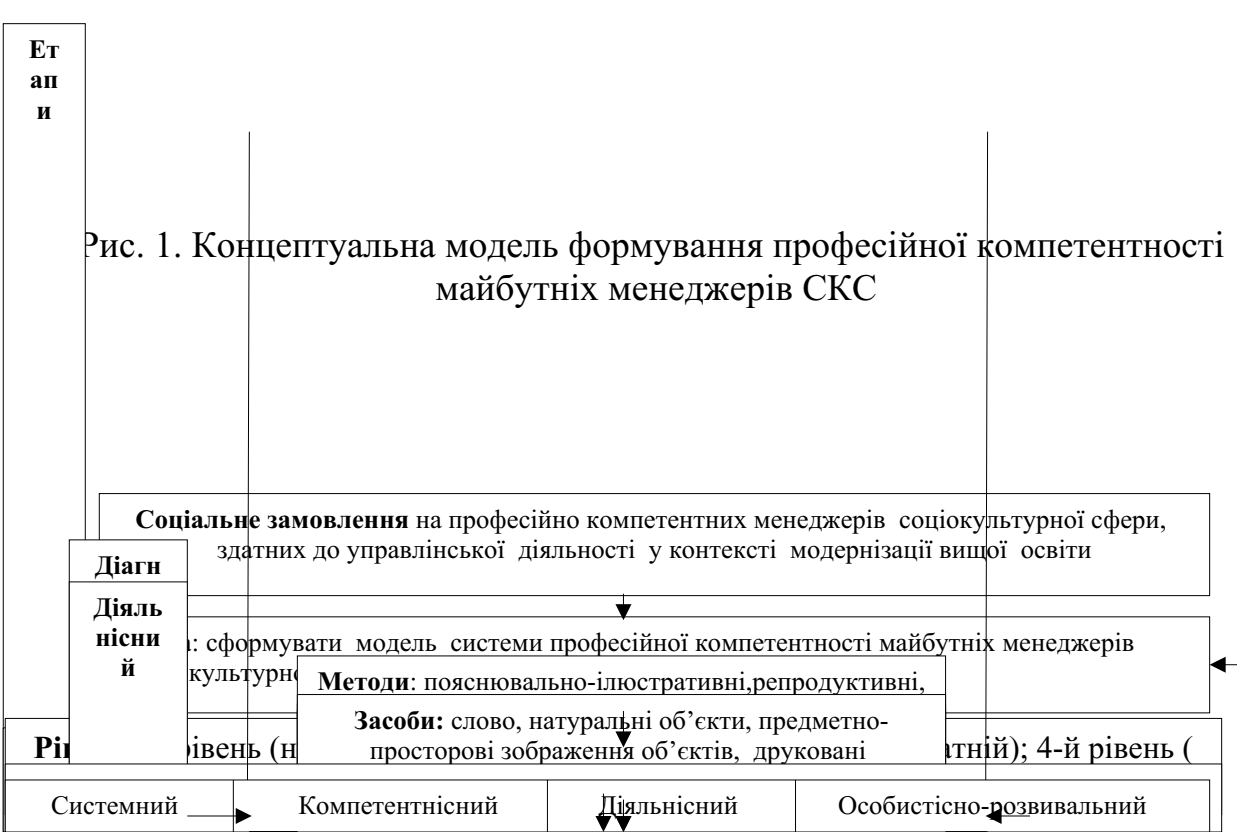 Ет
ап
и
Рис. 1. Концептуальна модель формування професійної компетентності
майбутніх менеджерів СКС
Соціальне замовлення на професійно компетентних менеджерів соціокультурної сфери,
здатних до управлінської діяльності у контексті модернізації вищої освіти
Діагн
Діяль
нісни
й
: сформувати модель системи професійної компетентності майбутніх менеджерів
Методи: пояснювально-ілюстративні,репродуктивні,
Засоби: слово, натуральні об’єкти, предметно-
просторові зображення об’єктів, друковані
4-й рівень (
Системний Компетентнісний Діяльнісний Особистісно-розвивальний